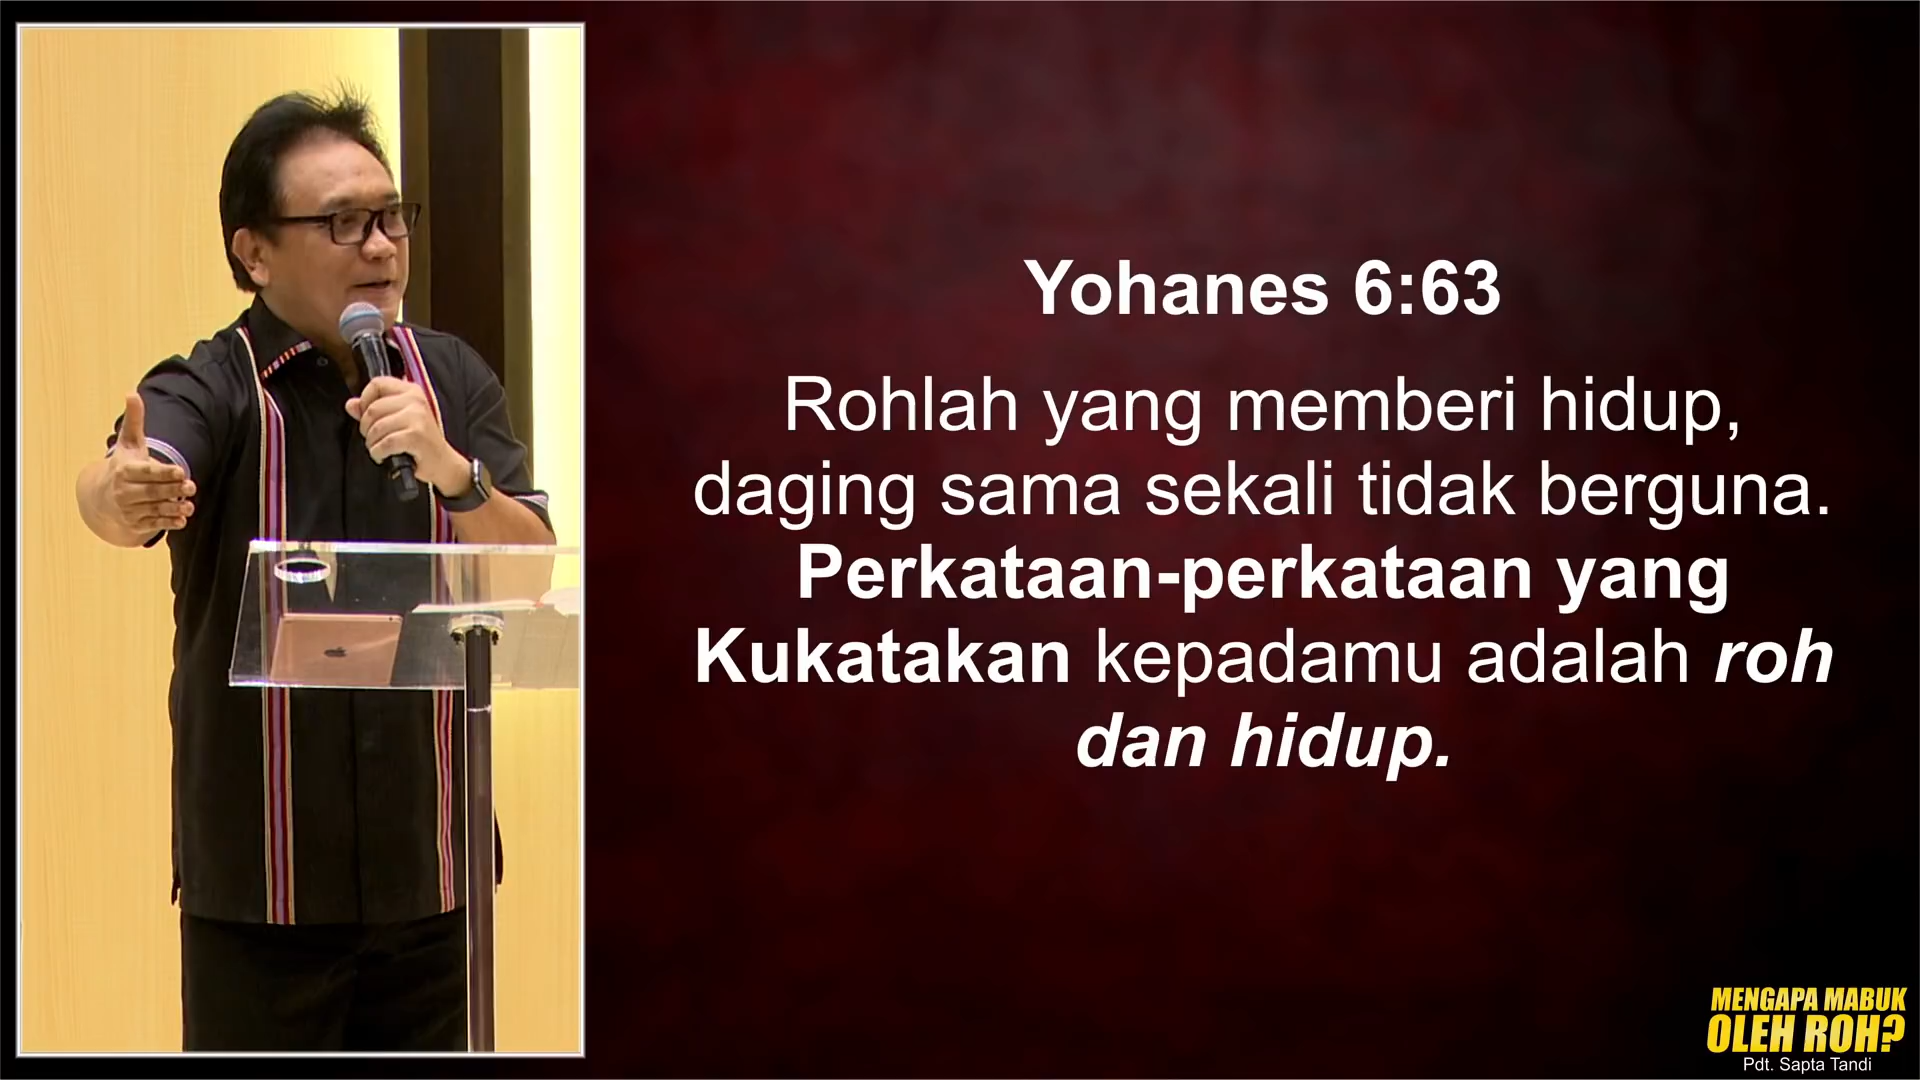 Yohanes 6:63
Rohlah yang memberi hidup,
daging sama sekali tidak berguna.
Perkataan-perkataan yang
Kukatakan kepadamu adalah roh
dan hidup.
MENGAPA MABUK
OLEH ROH?
Pdt. Sapta Tandi